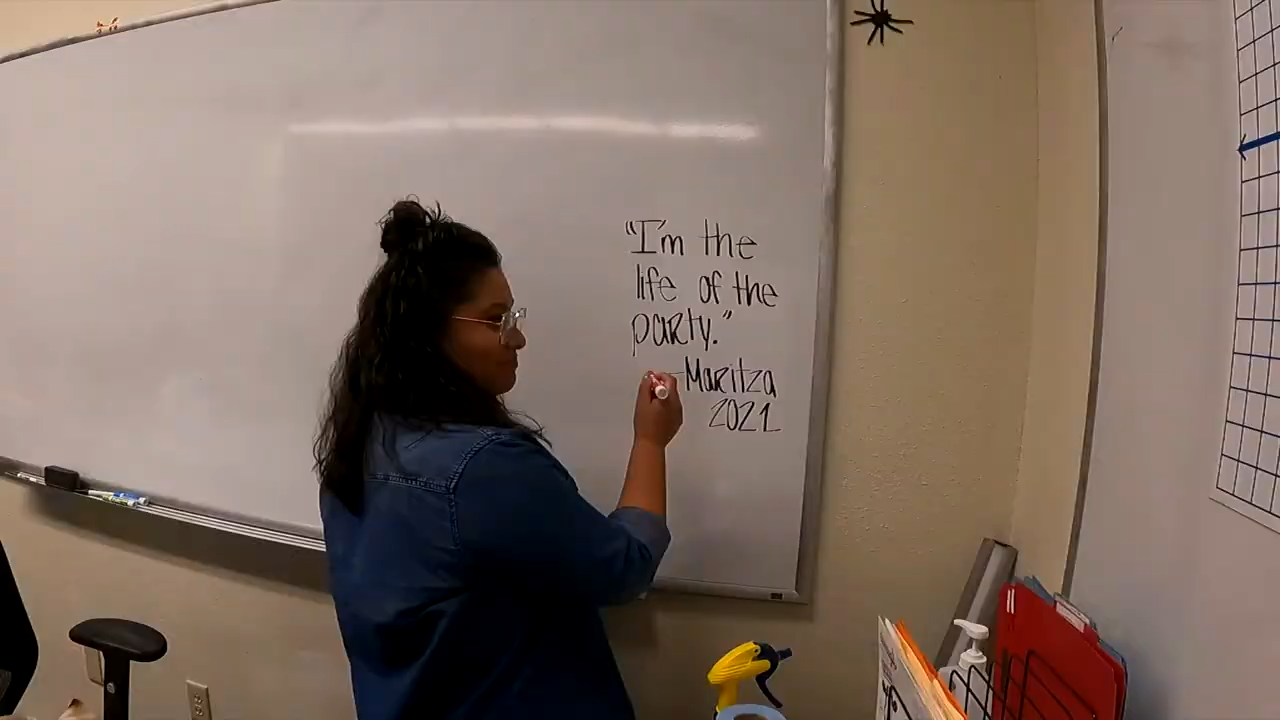 "I'm the
life of the
party."
-Maritza
2021